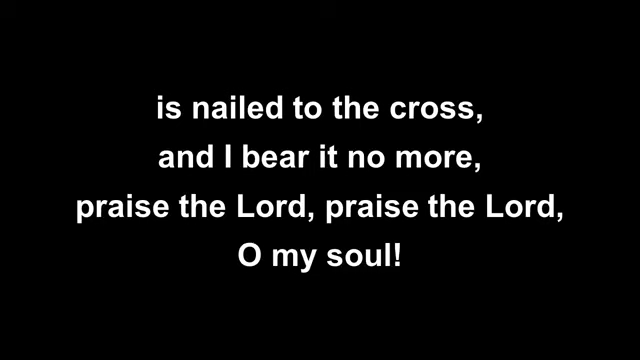 is nailed to the cross,
and I bear it no more,
praise the Lord, praise the Lord,
O my soul!